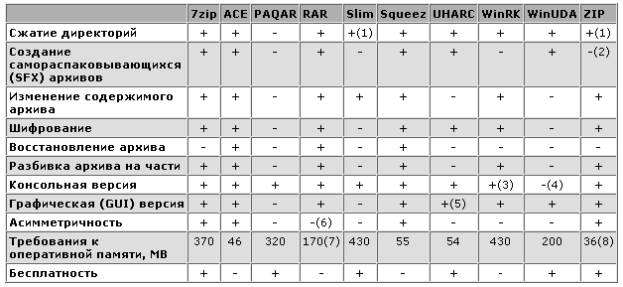 7zip ACE PAQAR RAR Slim Squeez UHARC WinRK WinUDA ZIP
Сжатие директорий + + - + +(1) + + + + +(1)
Создание самораспаковывающихся (SFX) архивов + + - + - + + - + -(2)
Изменение содержимого архива + + - + + + - + - +
Шифрование + + - + - + + + - +
Восстановление архива - + - + - + - - - -
Разбивка архива на части + + - + - + - + - +
Консольная версия + + + + + + + +(3) -(4) +
Графическая (GUI) версия + + - + - + +(5) + + +
Асимметричность + + - -(6) - + - - - +
Требования к оперативной памяти, MB 370 46 320 170(7) 430 55 54 430 200 36(8)
Бесплатность + - + - + - + - + +